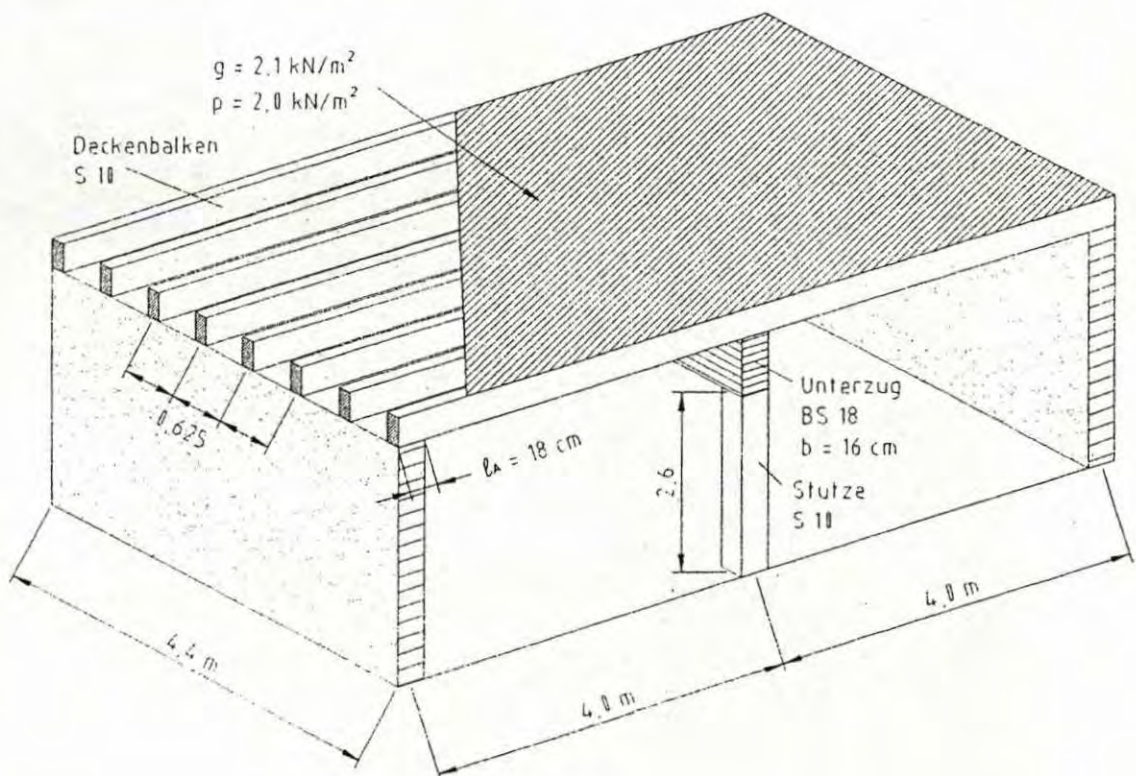 g = 2,1 kN/m²
p = 2,0 kN/m²
Deckenbalken
S 10
0,625
ℓA = 18 cm
2,6
Unterzug
BS 18
b = 16 cm
Stütze
S 10
4,4 m
4,0 m
4,0 m